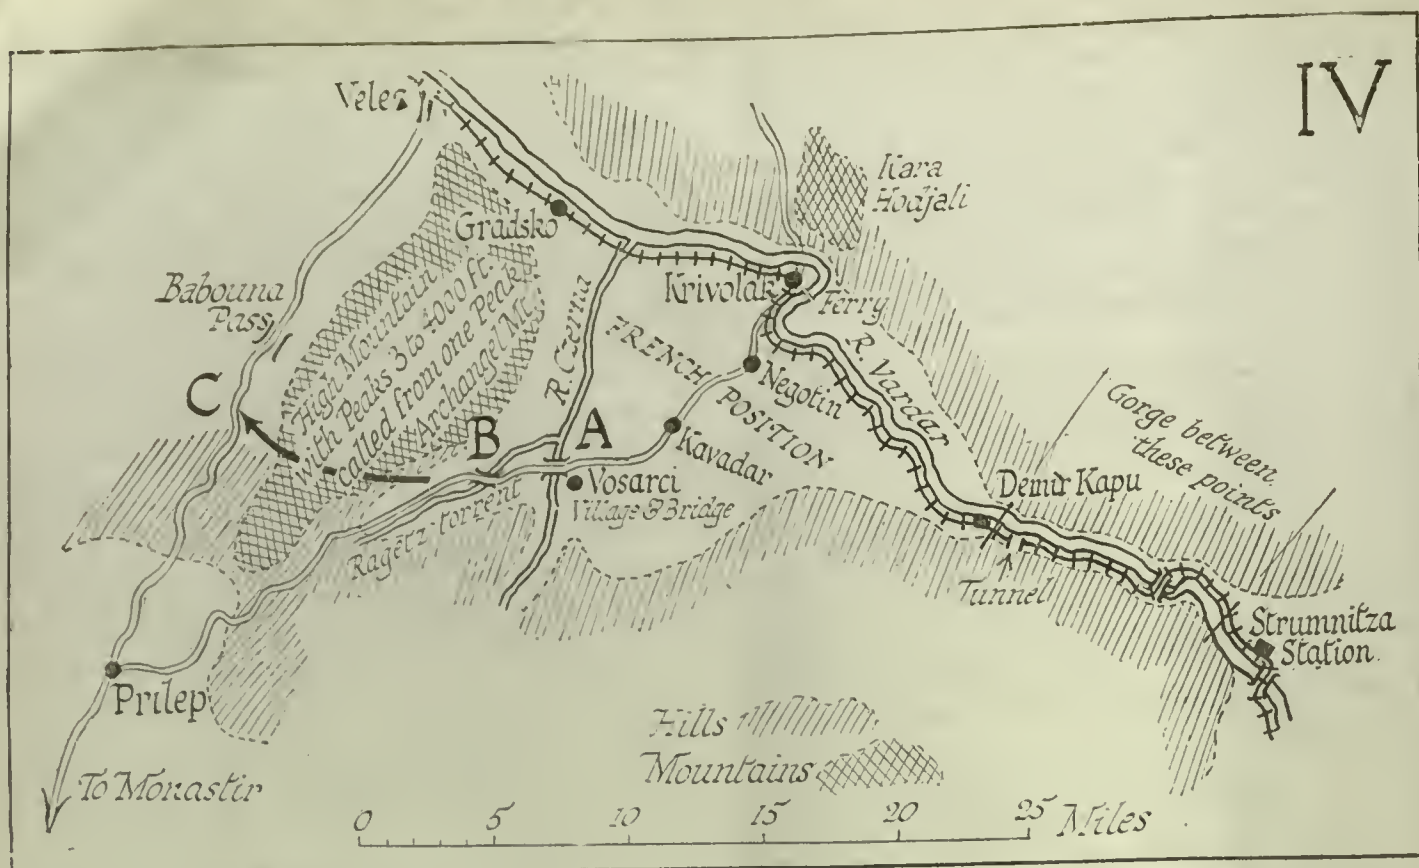 IV
Velez
Kara
Hodjali
Gradsko
Babouna
Pass
High Mountain
with Peaks 3 to 4000 ft.
called from one Peak
Archangel Mt.
R. Czerna
Krivolak
Ferry
FRENCH
POSITION
R. Vardar
Negotin
Gorge between
these points
C
B
A
Kavadar
Vosarci
Village & Bridge
Ragetz torrent
Demir Kapu
Tunnel
Strumnitza
Station
Prilep
To Monastir
Hills
Mountains
0 5 10 15 20 25 Miles